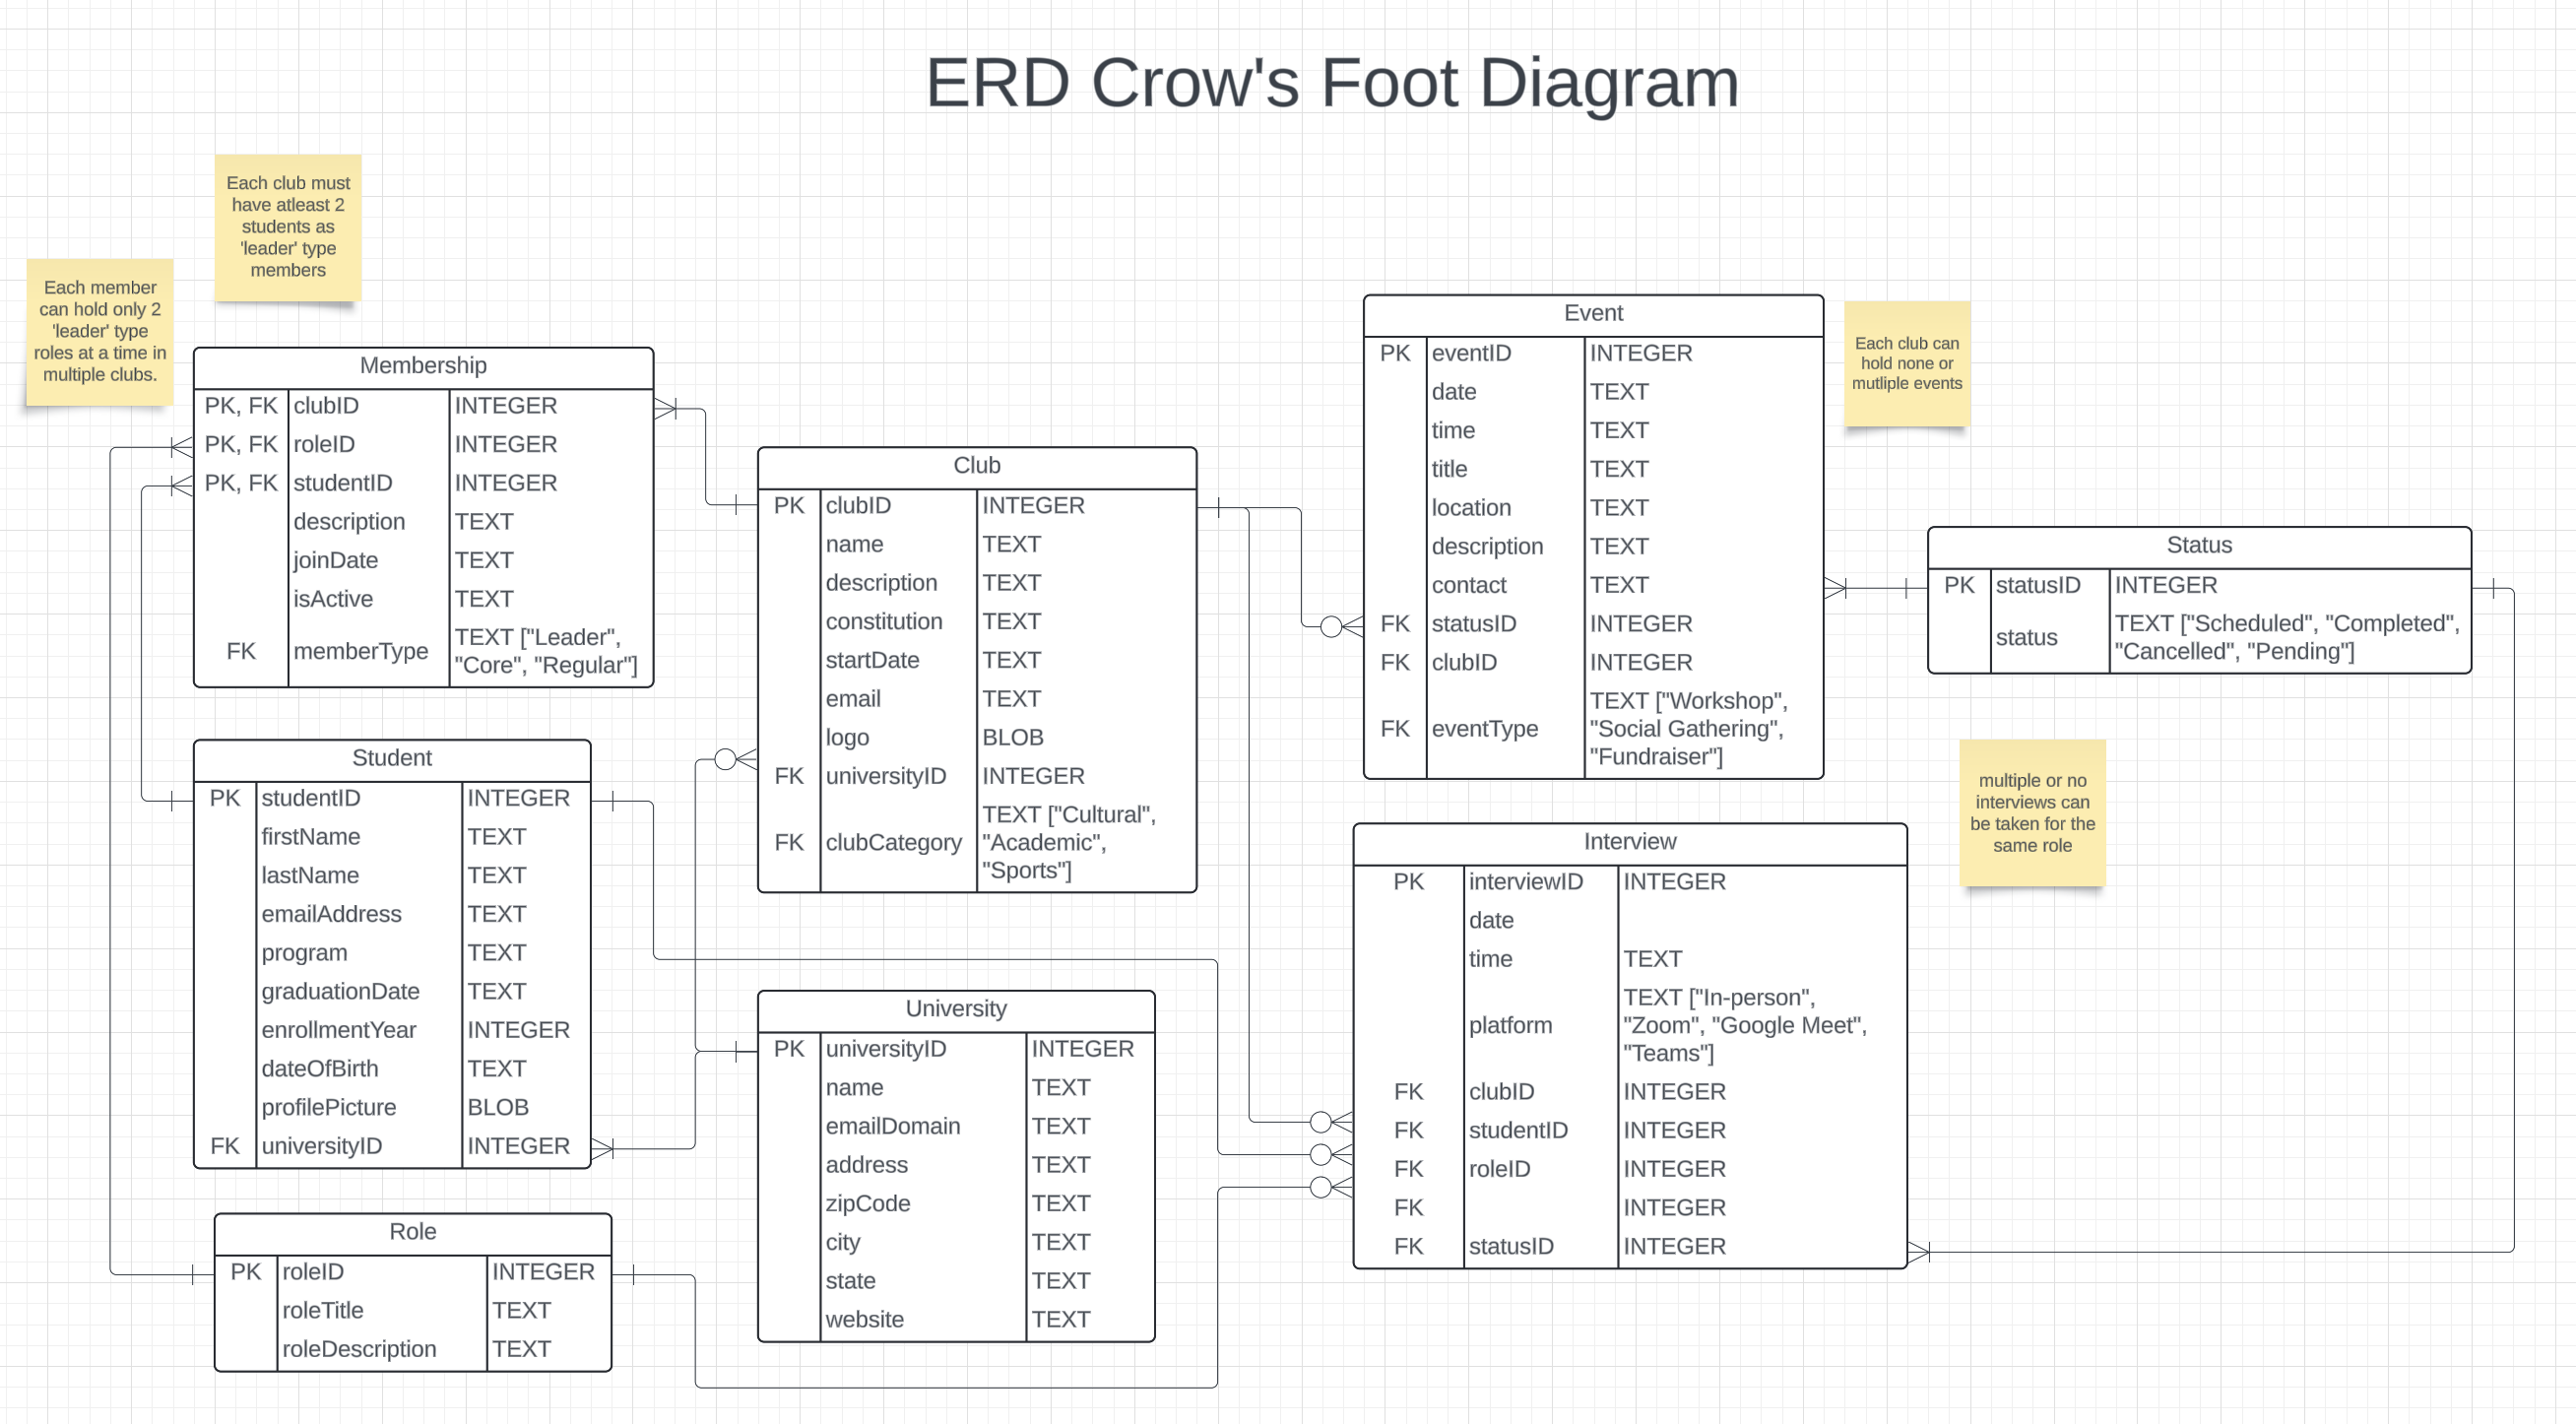 ERD Crow's Foot Diagram
Each club must
have atleast 2
students as
'leader' type
members
Each member
can hold only 2
'leader' type
roles at a time in
multiple clubs.
Membership
PK, FK clubID INTEGER
PK, FK roleID INTEGER
PK, FK studentID INTEGER
description TEXT
joinDate TEXT
isActive TEXT
FK memberType TEXT ["Leader",
"Core", "Regular"]
Student
PK studentID INTEGER
firstName TEXT
lastName TEXT
emailAddress TEXT
program TEXT
graduationDate TEXT
enrollmentYear INTEGER
dateOfBirth TEXT
profilePicture BLOB
FK universityID INTEGER
Role
PK roleID INTEGER
roleTitle TEXT
roleDescription TEXT
Club
PK clubID INTEGER
name TEXT
description TEXT
constitution TEXT
startDate TEXT
email TEXT
logo BLOB
FK universityID INTEGER
FK clubCategory TEXT ["Cultural",
"Academic",
"Sports"]
University
PK universityID INTEGER
name TEXT
emailDomain TEXT
address TEXT
zipCode TEXT
city TEXT
state TEXT
website TEXT
Event
PK eventID INTEGER
date TEXT
time TEXT
title TEXT
location TEXT
description TEXT
contact TEXT
FK statusID INTEGER
FK clubID INTEGER
FK eventType TEXT ["Workshop",
"Social Gathering",
"Fundraiser"]
Each club can
hold none or
mutliple events
Status
PK statusID INTEGER
status TEXT ["Scheduled", "Completed",
"Cancelled", "Pending"]
multiple or no
interviews can
be taken for the
same role
Interview
PK interviewID INTEGER
date
time TEXT
platform TEXT ["In-person",
"Zoom", "Google Meet",
"Teams"]
FK clubID INTEGER
FK studentID INTEGER
FK roleID INTEGER
FK INTEGER
FK statusID INTEGER